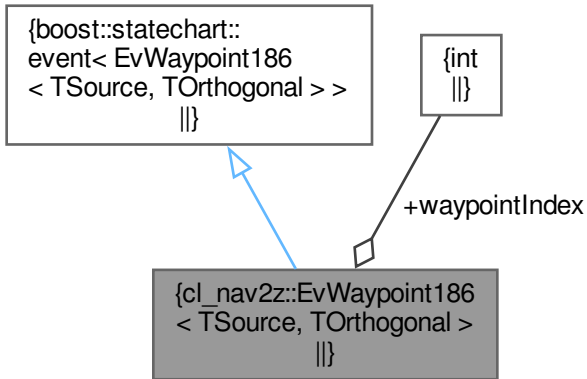 {boost::statechart::
event< EvWaypoint186
< TSource, TOrthogonal > >
||}
{int
||}
+waypointIndex
{cl_nav2z::EvWaypoint186
< TSource, TOrthogonal >
||}